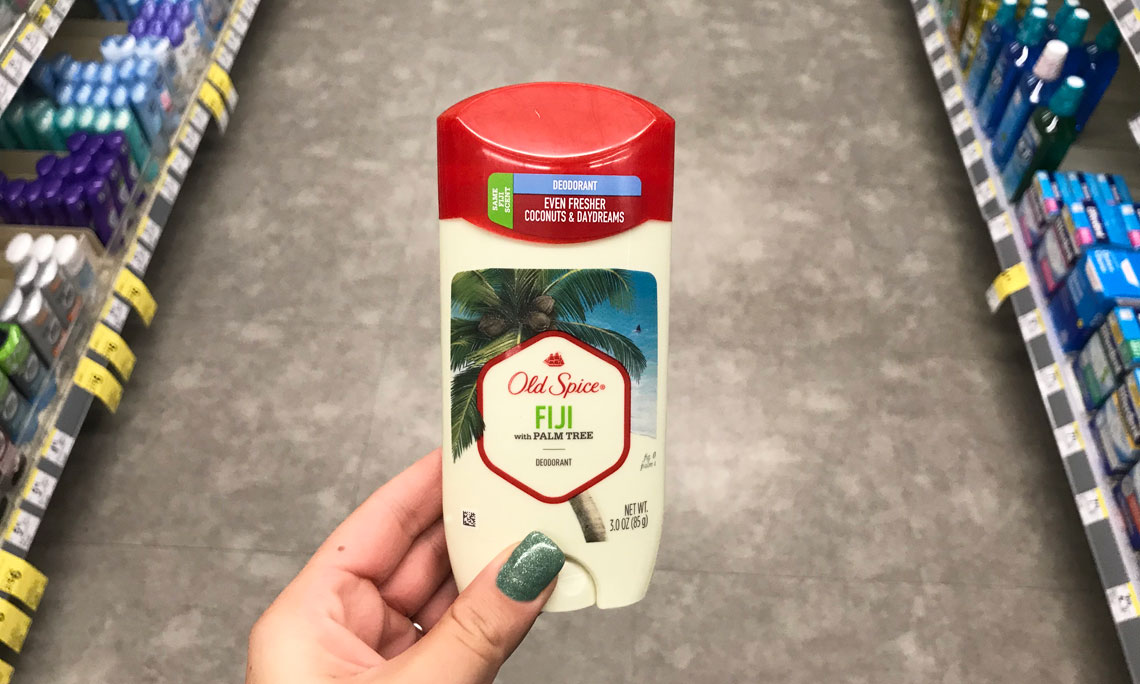 SAME
FIJI
SCENT
DEODORANT
EVEN FRESHER
COCONUTS & DAYDREAMS
Old Spice®
FIJI
with PALM TREE
DEODORANT
NET WT.
3.0 OZ (85 g)